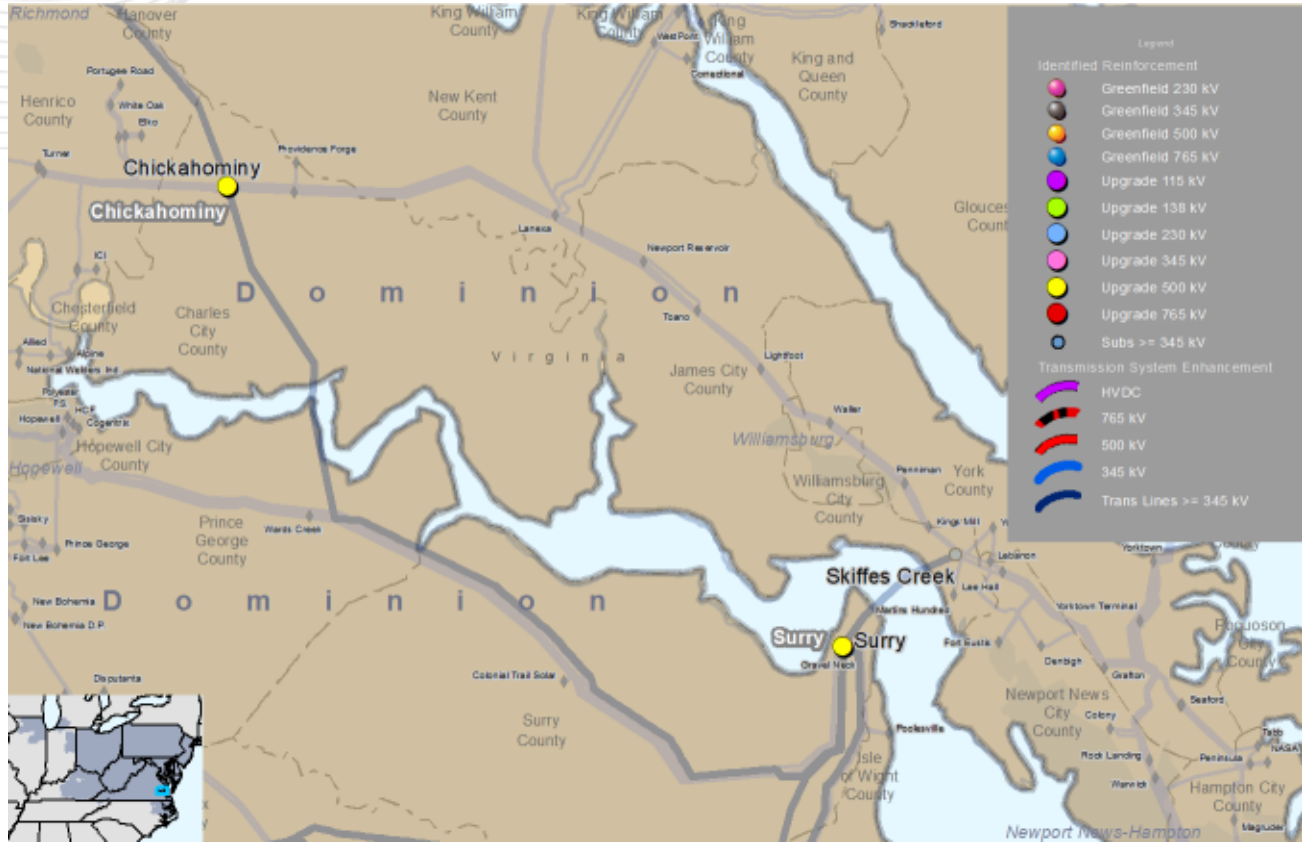 Richmond
Hanover
County
King William
County
King William
County
King
William
County
West Point
Correctional
Shackleford
King and
Queen
County
Portugee Road
White Oak
Elko
Henrico
County
New Kent
County
Turner
Providence Forge
Chickahominy
Chickahominy
Lanexa
Newport Reservoir
Glouces
Count
ICI
Chesterfield
County
Charles
City
County
Dominion
Toano
Virginia
Lightfoot
James City
County
Allied
Alpine
National Welders Ind
Polyester
P.S.
HCF
Hopewell
Cogentrix
Hopewell City
County
Hopewell
Waller
Williamsburg
Penniman
York
County
Williamsburg
City
County
Prince
George
County
Wards Creek
Sisisky
Fort Lee
Prince George
Kings Mill
Lebanon
Yorktown
Skiffes Creek
Lee Hall
New Bohemia
New Bohemia D.P.
Dominion
Martins Hundred
Yorktown Terminal
Surry
Surry
Gravel Neck
Fort Eustis
Poquoson
City
County
Denbigh
Grafton
Disputanta
Colonial Trail Solar
Newport News
City
County
Seaford
Surry
County
Poolesville
Colony
Tabb
NASA
Isle
of Wight
County
Rock Landing
Peninsula
Warwick
Hampton City
County
Newport News-Hampton
Magruder
Legend
Identified Reinforcement
Greenfield 230 kV
Greenfield 345 kV
Greenfield 500 kV
Greenfield 765 kV
Upgrade 115 kV
Upgrade 138 kV
Upgrade 230 kV
Upgrade 345 kV
Upgrade 500 kV
Upgrade 765 kV
Subs >= 345 kV
Transmission System Enhancement
HVDC
765 kV
500 kV
345 kV
Trans Lines >= 345 kV